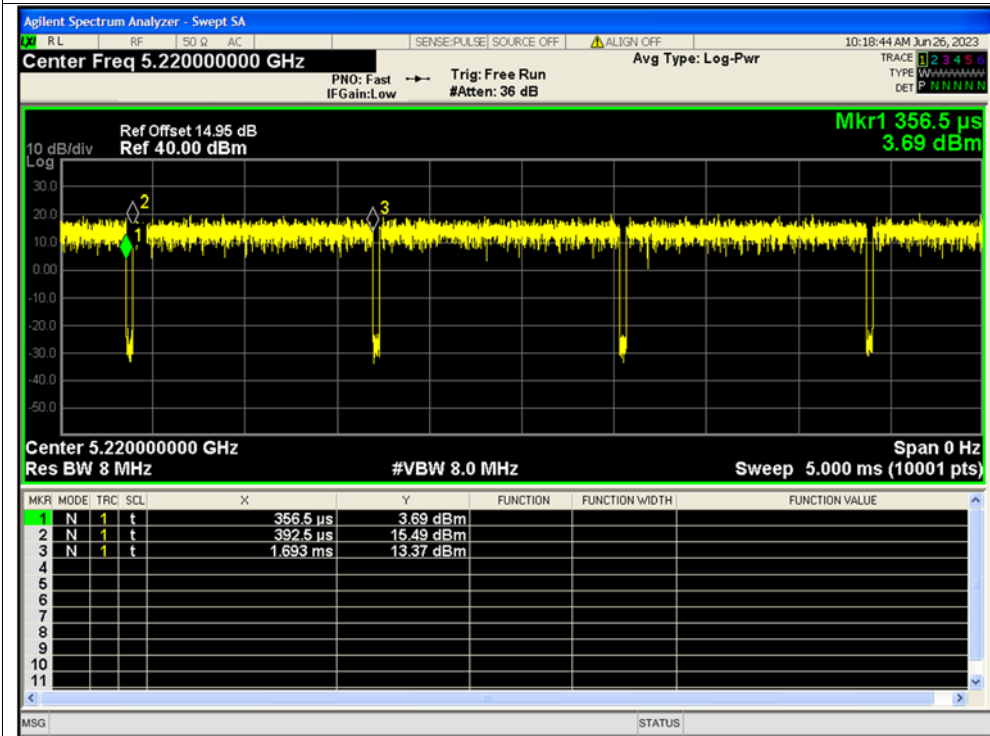 Agilent Spectrum Analyzer - Swept SA
RL RF 50 Ω AC SENSE:PULSE SOURCE OFF ALIGN OFF 10:18:44 AM Jun 26, 2023
Center Freq 5.220000000 GHz
Avg Type: Log-Pwr
TRACE 1 2 3 4 5 6
PNO: Fast
Trig: Free Run
TYPE
IFGain:Low
#Atten: 36 dB
DET P N N N N N
Mkr1 356.5 µs
Ref Offset 14.95 dB
10 dB/div Ref 40.00 dBm
3.69 dBm
Log
30.0
2
3
20.0
1
10.0
0.00
-10.0
-20.0
-30.0
-40.0
-50.0
Center 5.220000000 GHz Span 0 Hz
Res BW 8 MHz #VBW 8.0 MHz Sweep 5.000 ms (10001 pts)
MKR MODE TRC SCL X Y FUNCTION FUNCTION WIDTH FUNCTION VALUE
1 N 1 t 356.5 µs 3.69 dBm
2 N 1 t 392.5 µs 15.49 dBm
3 N 1 t 1.693 ms 13.37 dBm
4
5
6
7
8
9
10
11
MSG STATUS